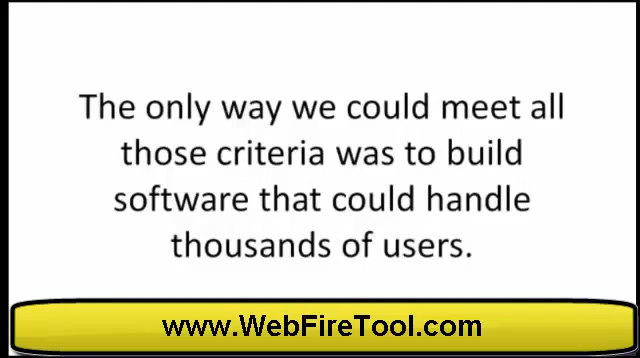 The only way we could meet all
those criteria was to build
software that could handle
thousands of users.
www.WebFireTool.com